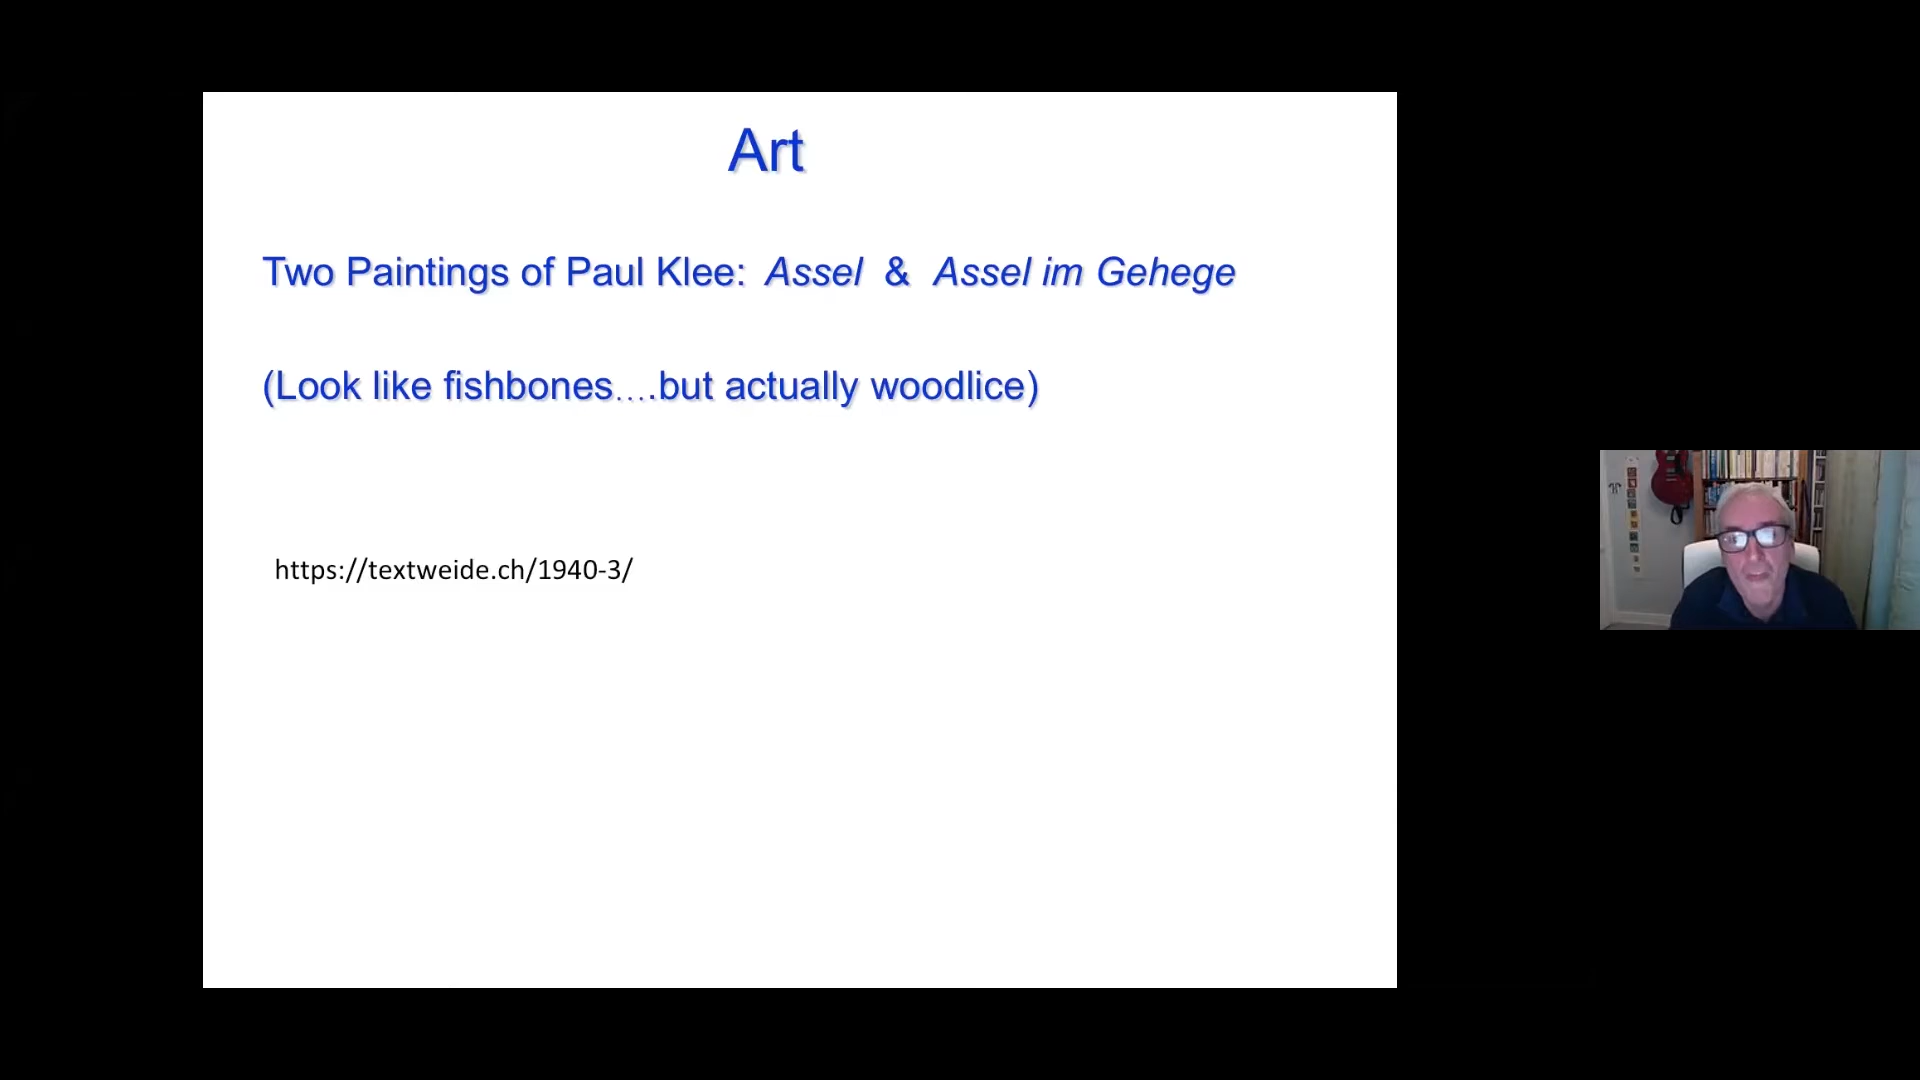 Art
Two Paintings of Paul Klee: Assel & Assel im Gehege
(Look like fishbones….but actually woodlice)
https://textweide.ch/1940-3/